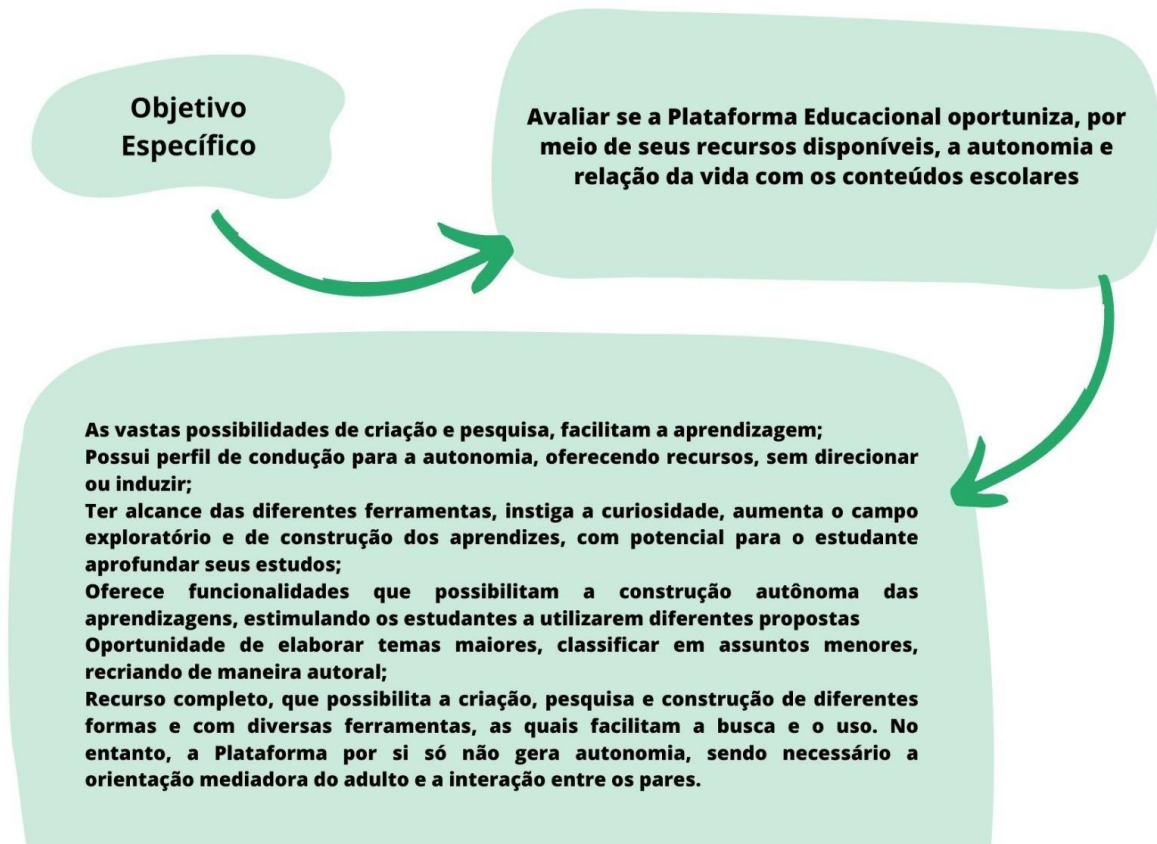 Objetivo
Específico
Avaliar se a Plataforma Educacional oportuniza, por
meio de seus recursos disponíveis, a autonomia e
relação da vida com os conteúdos escolares
As vastas possibilidades de criação e pesquisa, facilitam a aprendizagem;
Possui perfil de condução para a autonomia, oferecendo recursos, sem direcionar
ou induzir;
Ter alcance das diferentes ferramentas, instiga a curiosidade, aumenta o campo
exploratório e de construção dos aprendizes, com potencial para o estudante
aprofundar seus estudos;
Oferece funcionalidades que possibilitam a construção autônoma das
aprendizagens, estimulando os estudantes a utilizarem diferentes propostas
Oportunidade de elaborar temas maiores, classificar em assuntos menores,
recriando de maneira autoral;
Recurso completo, que possibilita a criação, pesquisa e construção de diferentes
formas e com diversas ferramentas, as quais facilitam a busca e o uso. No
entanto, a Plataforma por si só não gera autonomia, sendo necessário a
orientação mediadora do adulto e a interação entre os pares.